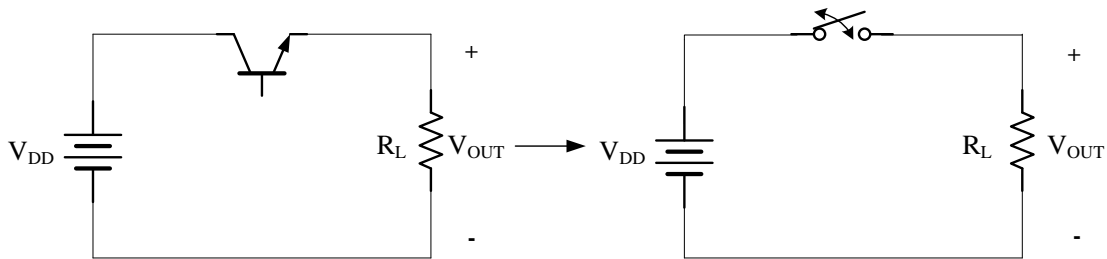 +
V_DD
R_L
V_OUT
-
+
V_DD
R_L
V_OUT
-